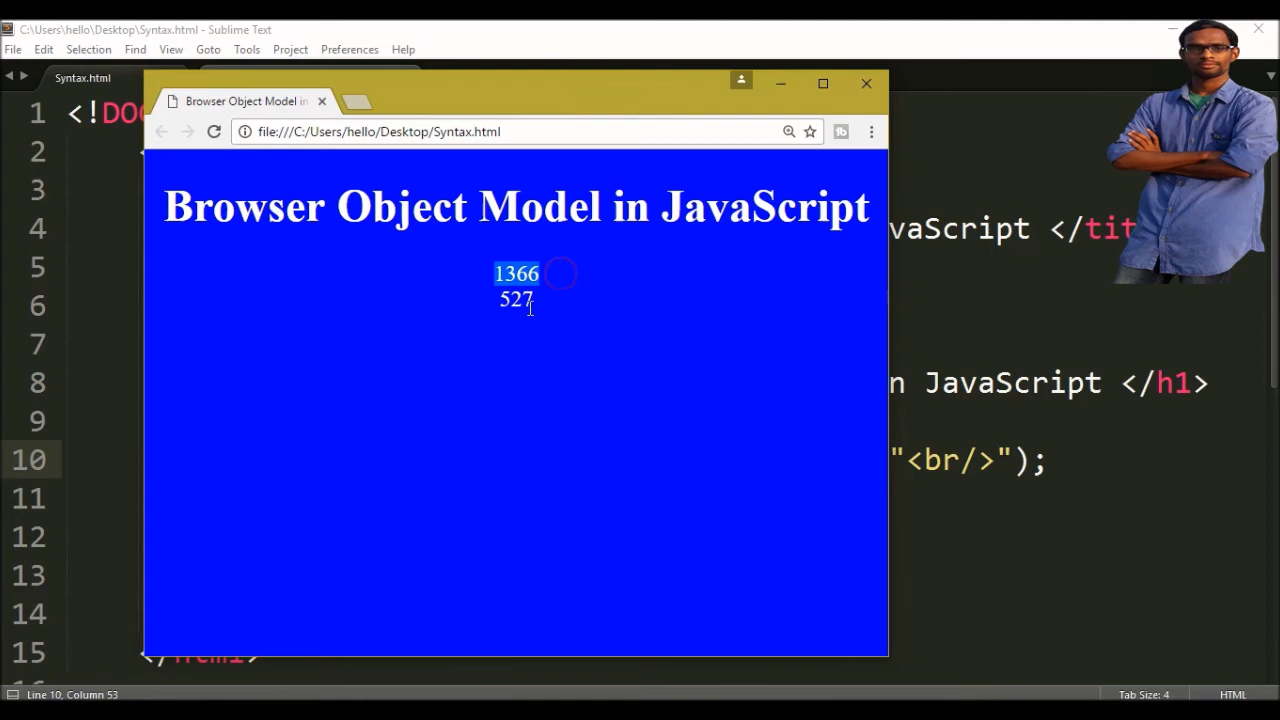 C:\Users\hello\Desktop\Syntax.html - Sublime Text
File Edit Selection Find View Goto Tools Project Preferences Help
Syntax.html
Browser Object Model in
file:///C:/Users/hello/Desktop/Syntax.html
Browser Object Model in JavaScript
1366
527
1 <!DO
2
3
4 vaScript </tit
5
6
7
8 n JavaScript </h1>
9
10 "<br/>");
11
12
13
14
15
Line 10, Column 53 Tab Size: 4 HTML